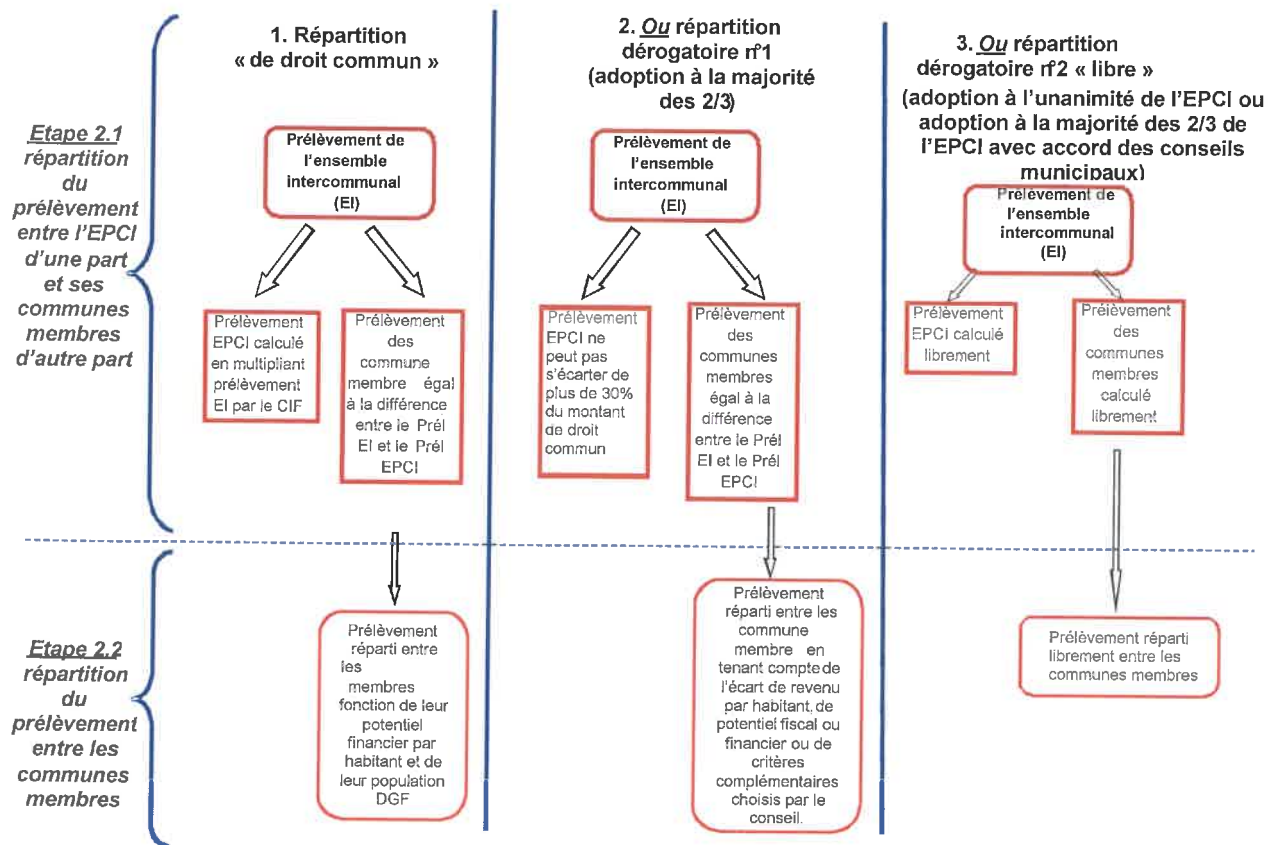 1. Répartition
« de droit commun »
2. Ou répartition
dérogatoire n°1
(adoption à la majorité
des 2/3)
3. Ou répartition
dérogatoire n°2 « libre »
(adoption à l'unanimité de l'EPCI ou
adoption à la majorité des 2/3 de
l'EPCI avec accord des conseils
municipaux)
Etape 2.1
répartition
du
prélèvement
entre l'EPCI
d'une part
et ses
communes
membres
d'autre part
Prélèvement de
l'ensemble
intercommunal
(EI)
Prélèvement
EPCI calculé
en multipliant
prélèvement
EI par le CIF
Prélèvement
des
commune
membre égal
à la différence
entre le Prél
EI et le Prél
EPCI
Prélèvement de
l'ensemble
intercommunal
(EI)
Prélèvement
EPCI ne
peut pas
s'écarter de
plus de 30%
du montant
de droit
commun
Prélèvement
des
communes
membres
égal à la
différence
entre le Prél
EI et le Prél
EPCI
Prélèvement de
l'ensemble
intercommunal
(EI)
Prélèvement
EPCI calculé
librement
Prélèvement
des
communes
membres
calculé
librement
Etape 2.2
répartition
du
prélèvement
entre les
communes
membres
Prélèvement
réparti entre
les
membres
fonction de leur
potentiel
financier par
habitant et de
leur population
DGF
Prélèvement
réparti entre les
commune
membre en
tenant compte de
l'écart de revenu
par habitant, de
potentiel fiscal ou
financier ou de
critères
complémentaires
choisis par le
conseil.
Prélèvement réparti
librement entre les
communes membres